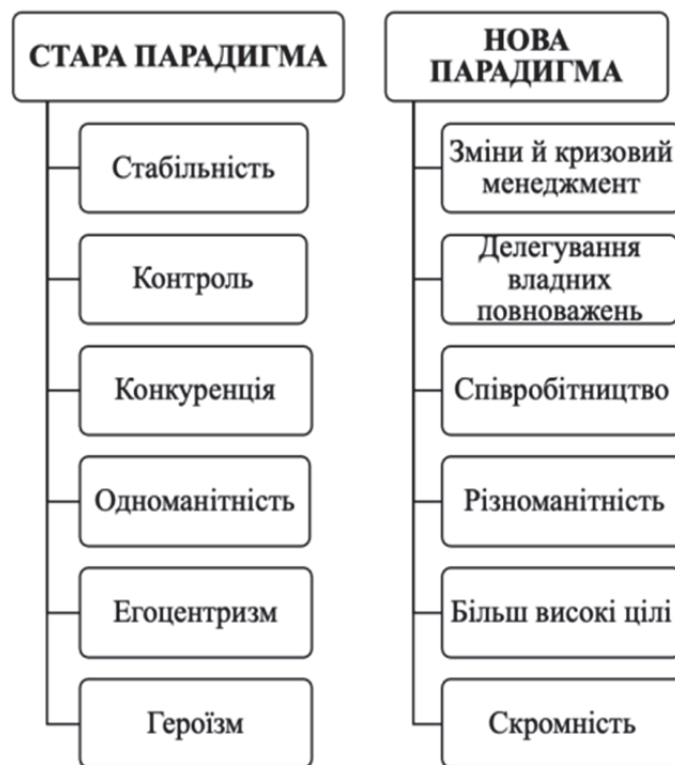 СТАРА ПАРАДИГМА
Стабільність
Контроль
Конкуренція
Одноманітність
Егоцентризм
Героїзм
НОВА
ПАРАДИГМА
Зміни й кризовий
менеджмент
Делегування
владних
повноважень
Співробітництво
Різноманітність
Більш високі цілі
Скромність